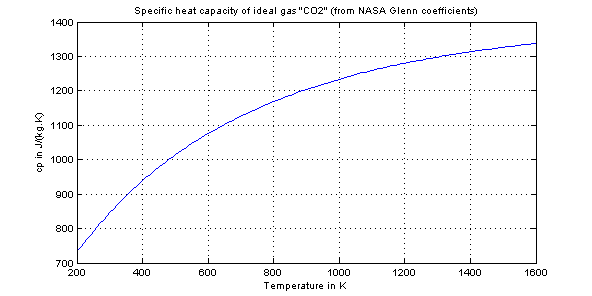 Specific heat capacity of ideal gas "CO2" (from NASA Glenn coefficients)
1400
1300
1200
1100
1000
900
800
700
cp in J/(kg.K)
200 400 600 800 1000 1200 1400 1600
Temperature in K